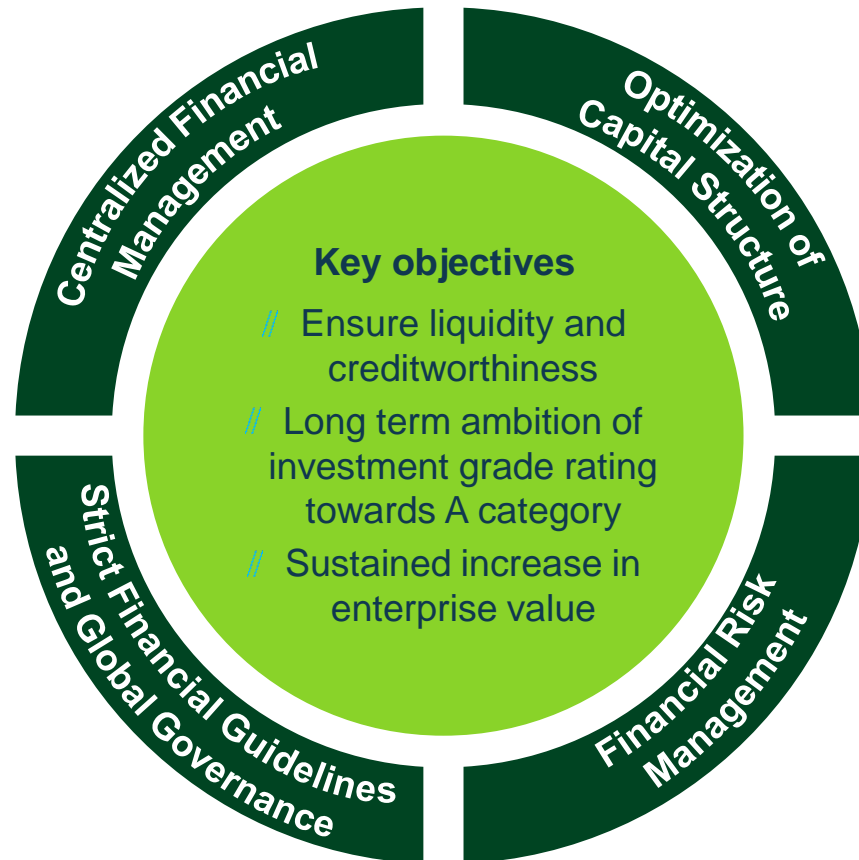 Centralized Financial
Management
Optimization of
Capital Structure
Key objectives
// Ensure liquidity and
creditworthiness
// Long term ambition of
investment grade rating
towards A category
// Sustained increase in
enterprise value
Strict Financial Guidelines
and Global Governance
Financial Risk
Management